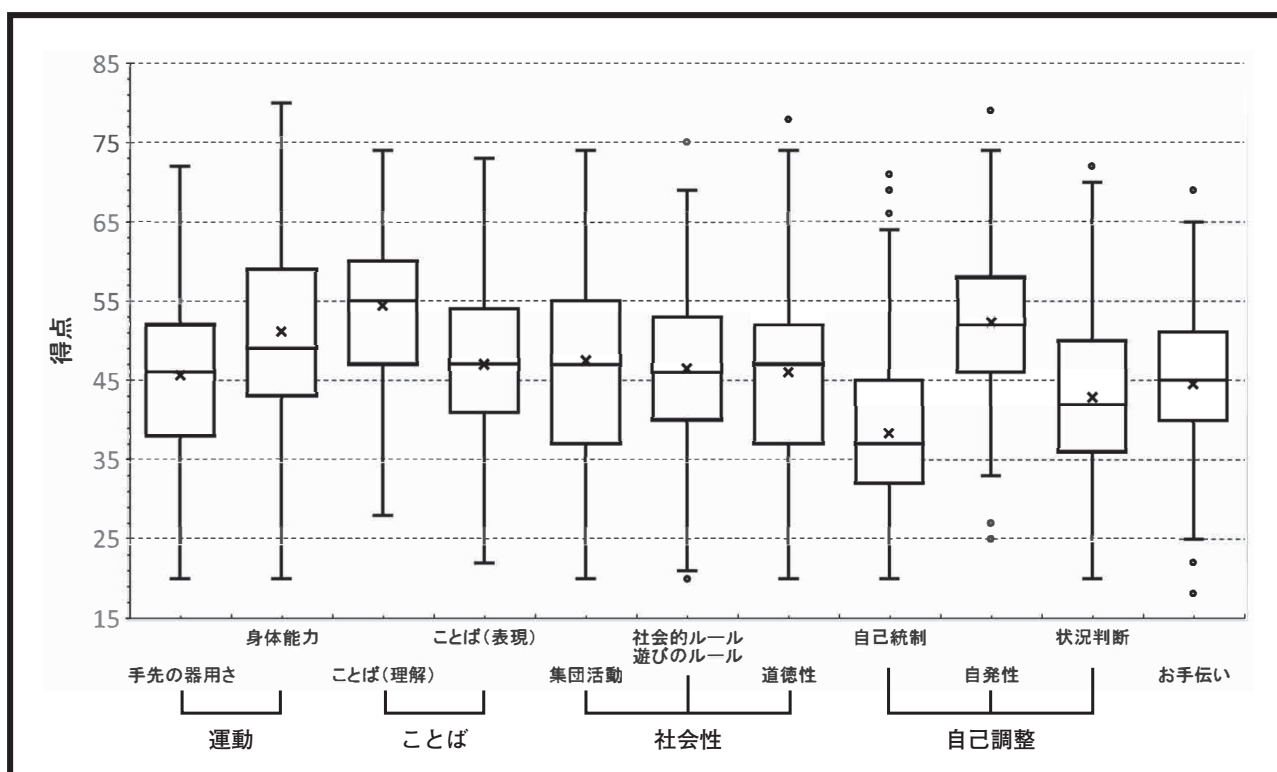 85
75
65
55
45
35
25
15
得点
身体能力
ことば(表現)
社会的ルール
遊びのルール
自己統制
状況判断
手先の器用さ
ことば(理解)
集団活動
道徳性
自発性
お手伝い
運動
ことば
社会性
自己調整